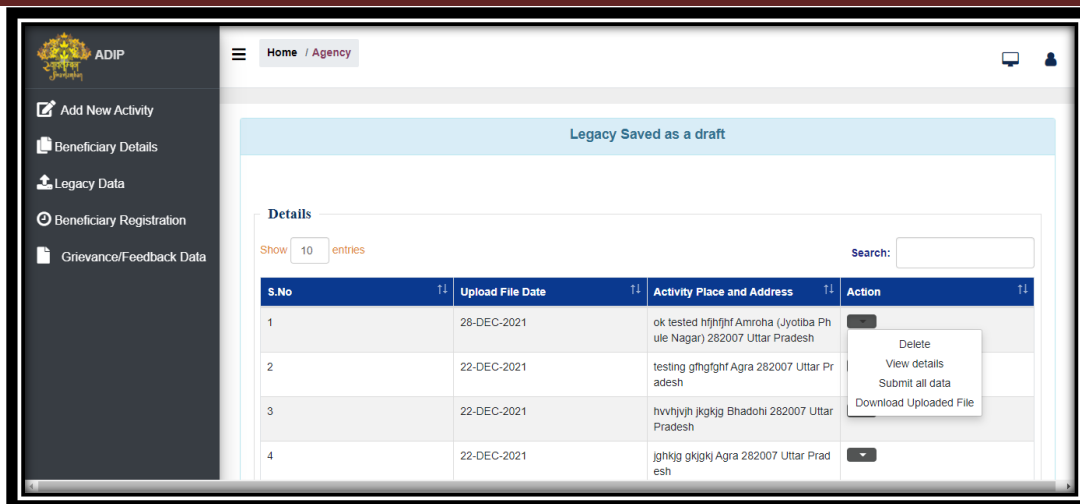 स्वावलम्बन
Swavlamban
ADIP
Home / Agency
Add New Activity
Beneficiary Details
Legacy Data
Beneficiary Registration
Grievance/Feedback Data
Legacy Saved as a draft
Details
Show 10 entries
Search:
S.No Upload File Date Activity Place and Address Action
1 28-DEC-2021 ok tested hfjhfjhf Amroha (Jyotiba Ph
ule Nagar) 282007 Uttar Pradesh
Delete
View details
Submit all data
Download Uploaded File
2 22-DEC-2021 testing gfhgfghf Agra 282007 Uttar Pr
adesh
3 22-DEC-2021 hvvhjvjh jkgkjg Bhadohi 282007 Uttar
Pradesh
4 22-DEC-2021 jghkjg gkjgkj Agra 282007 Uttar Prad
esh